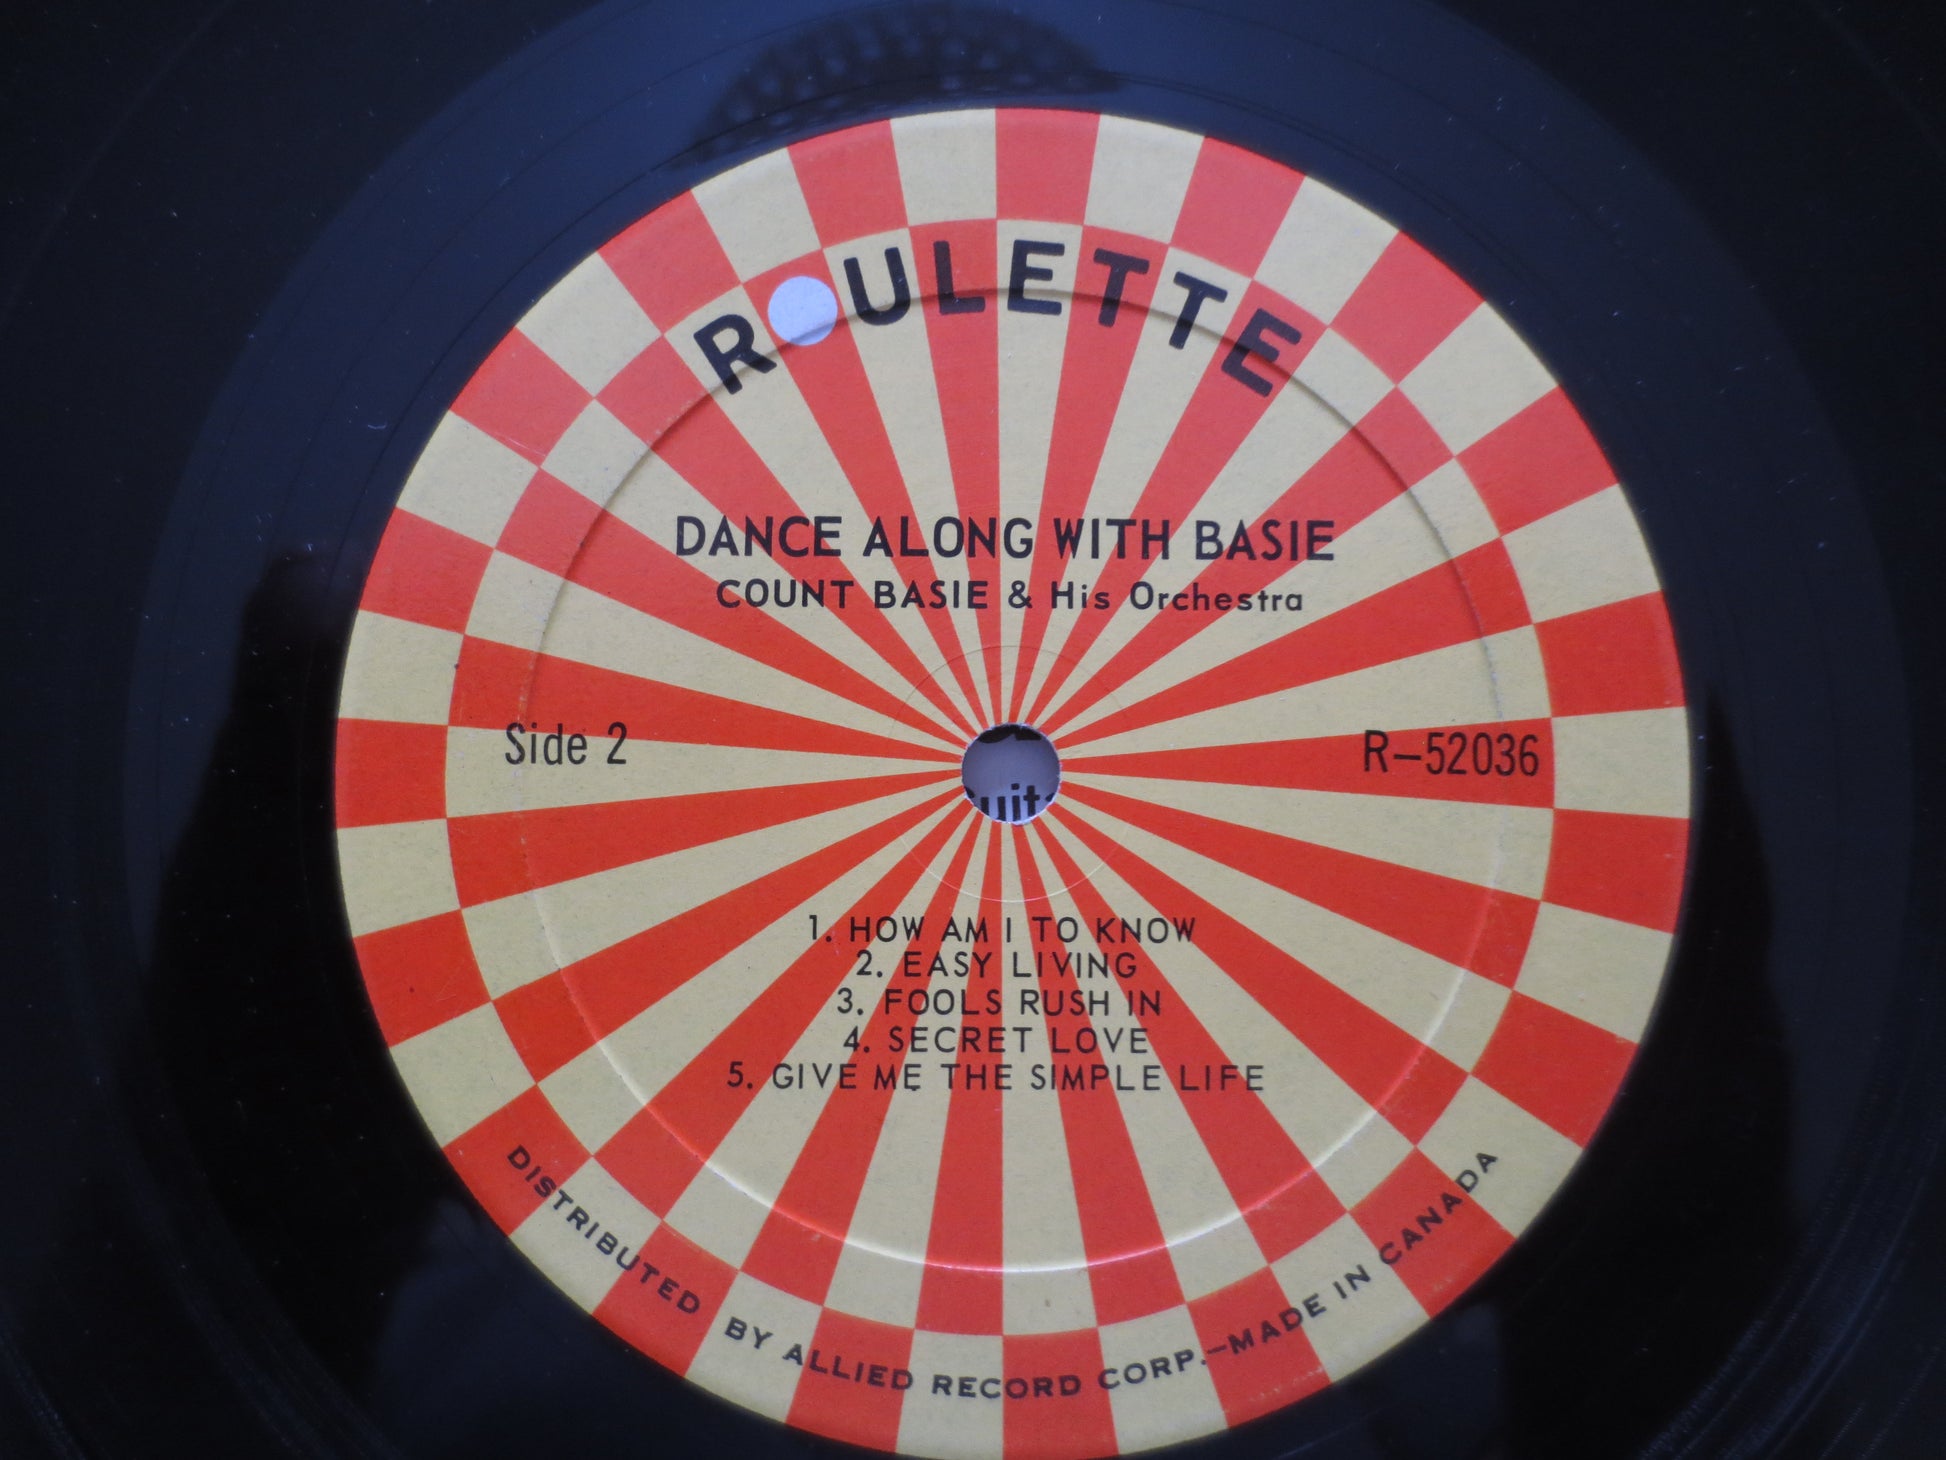 ROULETTE
DANCE ALONG WITH BASIE
COUNT BASIE & His Orchestra
Side 2
R-52036
1. HOW AM I TO KNOW
2. EASY LIVING
3. FOOLS RUSH IN
4. SECRET LOVE
5. GIVE ME THE SIMPLE LIFE
DISTRIBUTED BY ALLIED RECORD CORP.-MADE IN CANADA